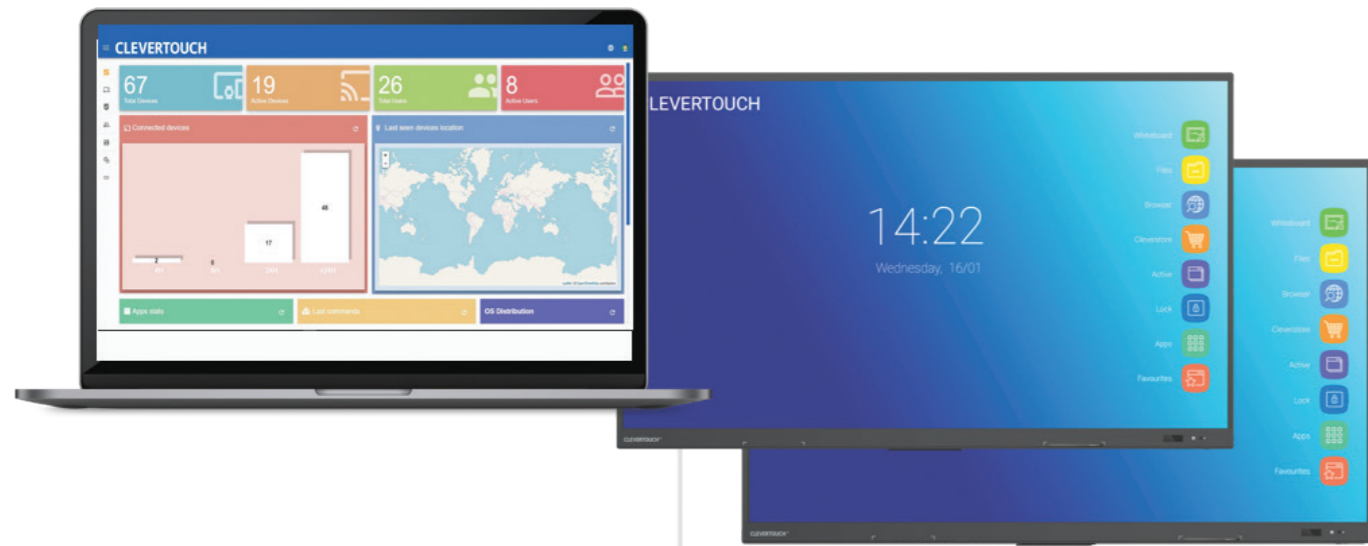 CLEVERTOUCH
67
Total Devices
19
Active Devices
26
Total Users
8
Active Users
Connected devices
Last seen devices location
2
0
17
48
Apps stats
Last commands
OS Distribution
CLEVERTOUCH
14:22
Wednesday, 16/01
Whiteboard
Files
Browser
Cleverstore
Active
Lock
Apps
Favourites
CLEVERTOUCH
Whiteboard
Files
Browser
Cleverstore
Active
Lock
Apps
Favourites
CLEVERTOUCH